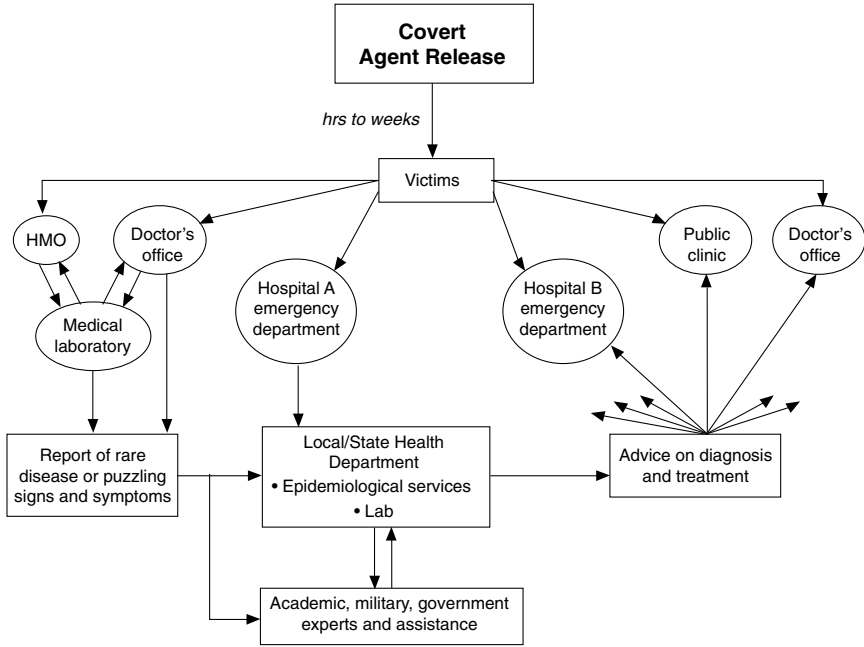 Covert
Agent Release
hrs to weeks
Victims
HMO
Doctor's
office
Public
clinic
Doctor's
office
Hospital A
emergency
department
Hospital B
emergency
department
Medical
laboratory
Report of rare
disease or puzzling
signs and symptoms
Local/State Health
Department
• Epidemiological services
• Lab
Advice on diagnosis
and treatment
Academic, military, government
experts and assistance